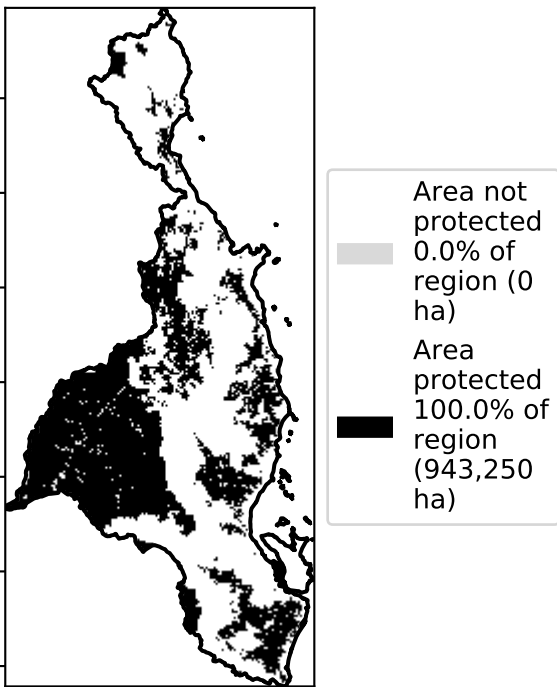 Area not
protected
0.0% of
region (0
ha)
Area
protected
100.0% of
region
(943,250
ha)